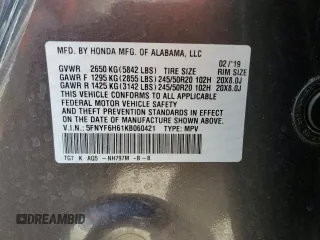 MFD. BY HONDA MFG. OF ALABAMA, LLC
02/'19
GVWR 2650 KG (5842 LBS) TIRE SIZE RIM SIZE
GAWR F 1295 KG (2855 LBS) 245/50R20 102H 20X8.0J
GAWR R 1425 KG (3142 LBS) 245/50R20 102H 20X8.0J
THIS VEHICLE CONFORMS TO ALL APPLICABLE
FEDERAL MOTOR VEHICLE SAFETY
AND THEFT PREVENTION STANDARDS IN EFFECT
ON THE DATE OF MANUFACTURE SHOWN ABOVE.
V.I.N.: 5FNYF6H61KB060421 TYPE: MPV
TG7 K AQS -NH797M -B-B
DREAMBID